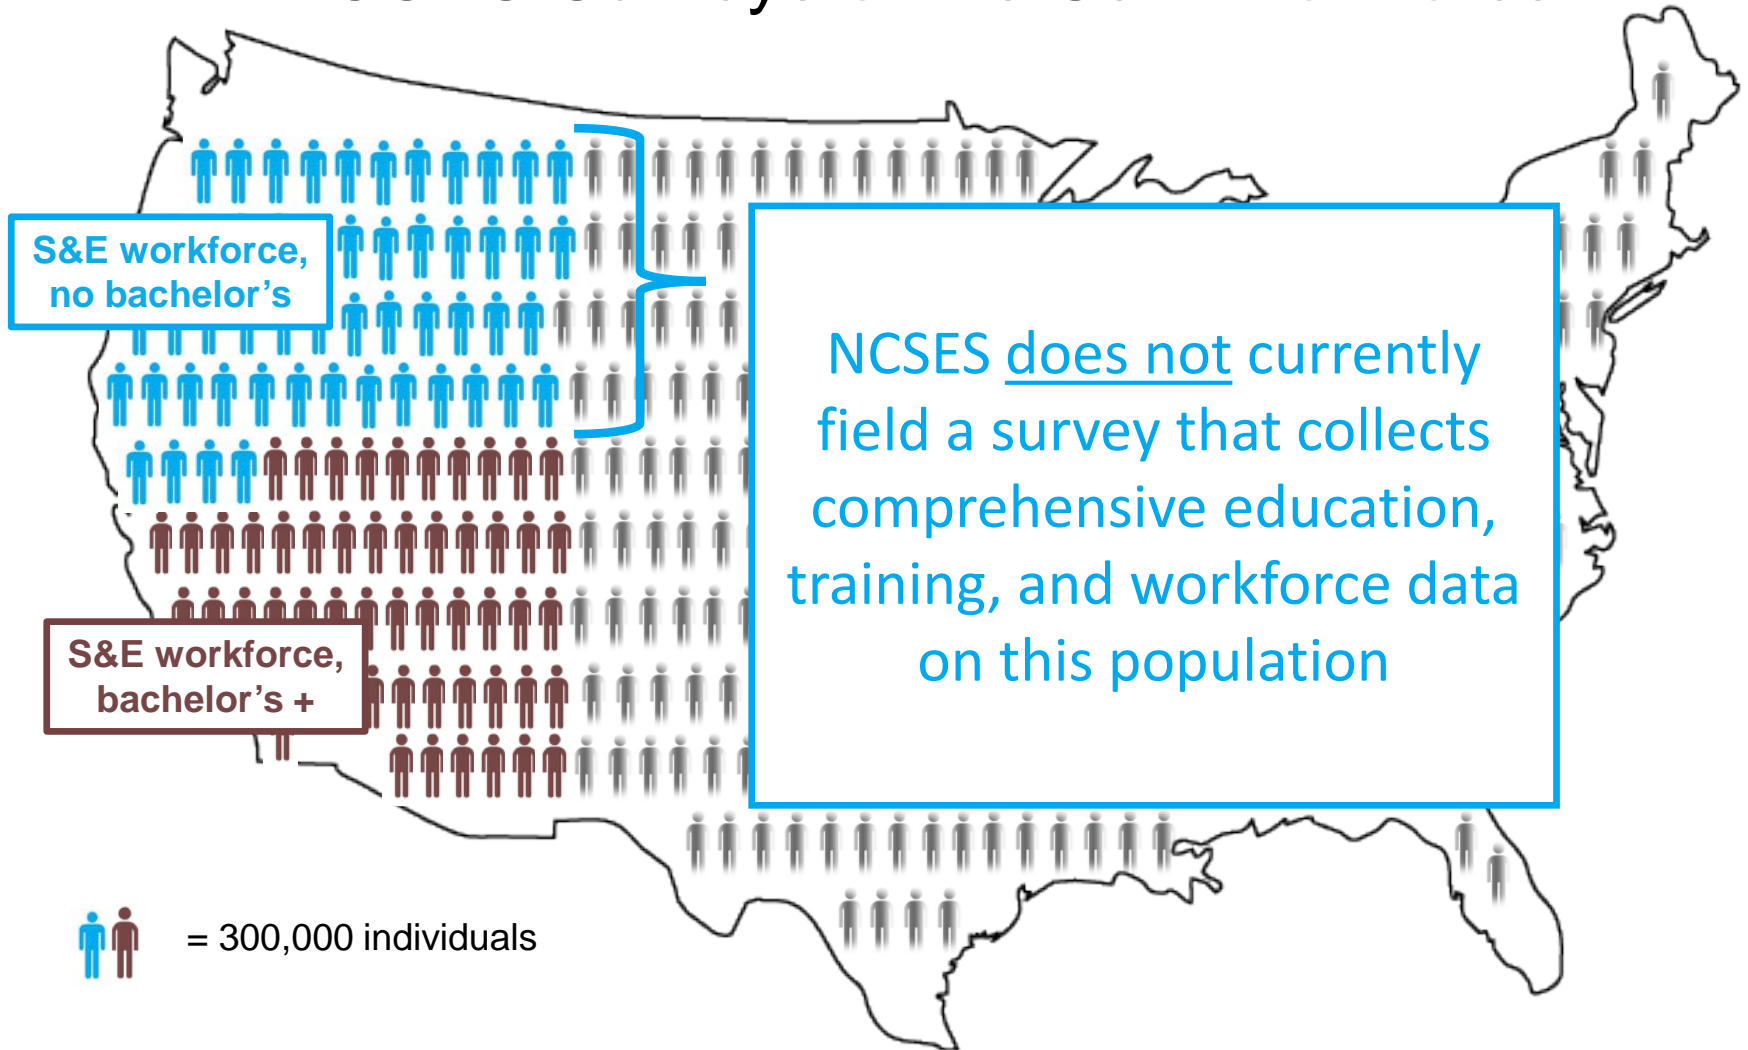 S&E workforce,
no bachelor’s
NCSES does not currently
field a survey that collects
comprehensive education,
training, and workforce data
on this population
S&E workforce,
bachelor’s +
= 300,000 individuals